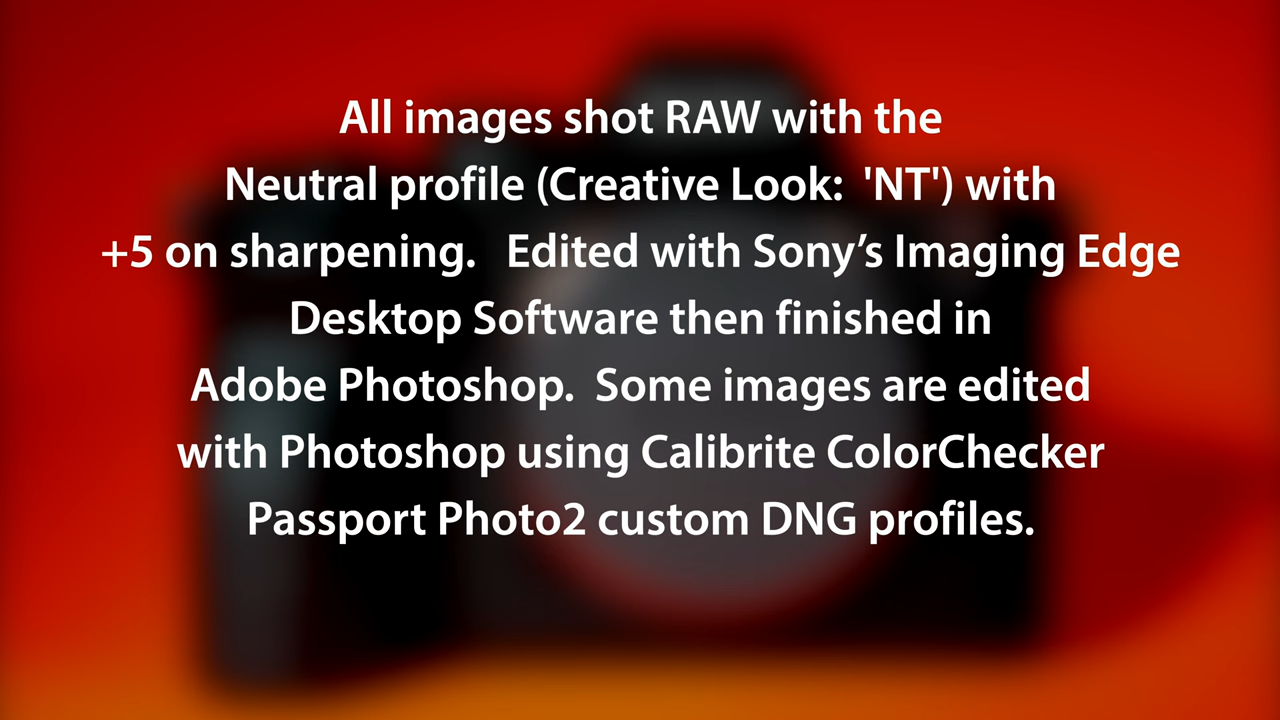 All images shot RAW with the
Neutral profile (Creative Look:  'NT') with
+5 on sharpening.   Edited with Sony’s Imaging Edge
Desktop Software then finished in
Adobe Photoshop.  Some images are edited
with Photoshop using Calibrite ColorChecker
Passport Photo2 custom DNG profiles.